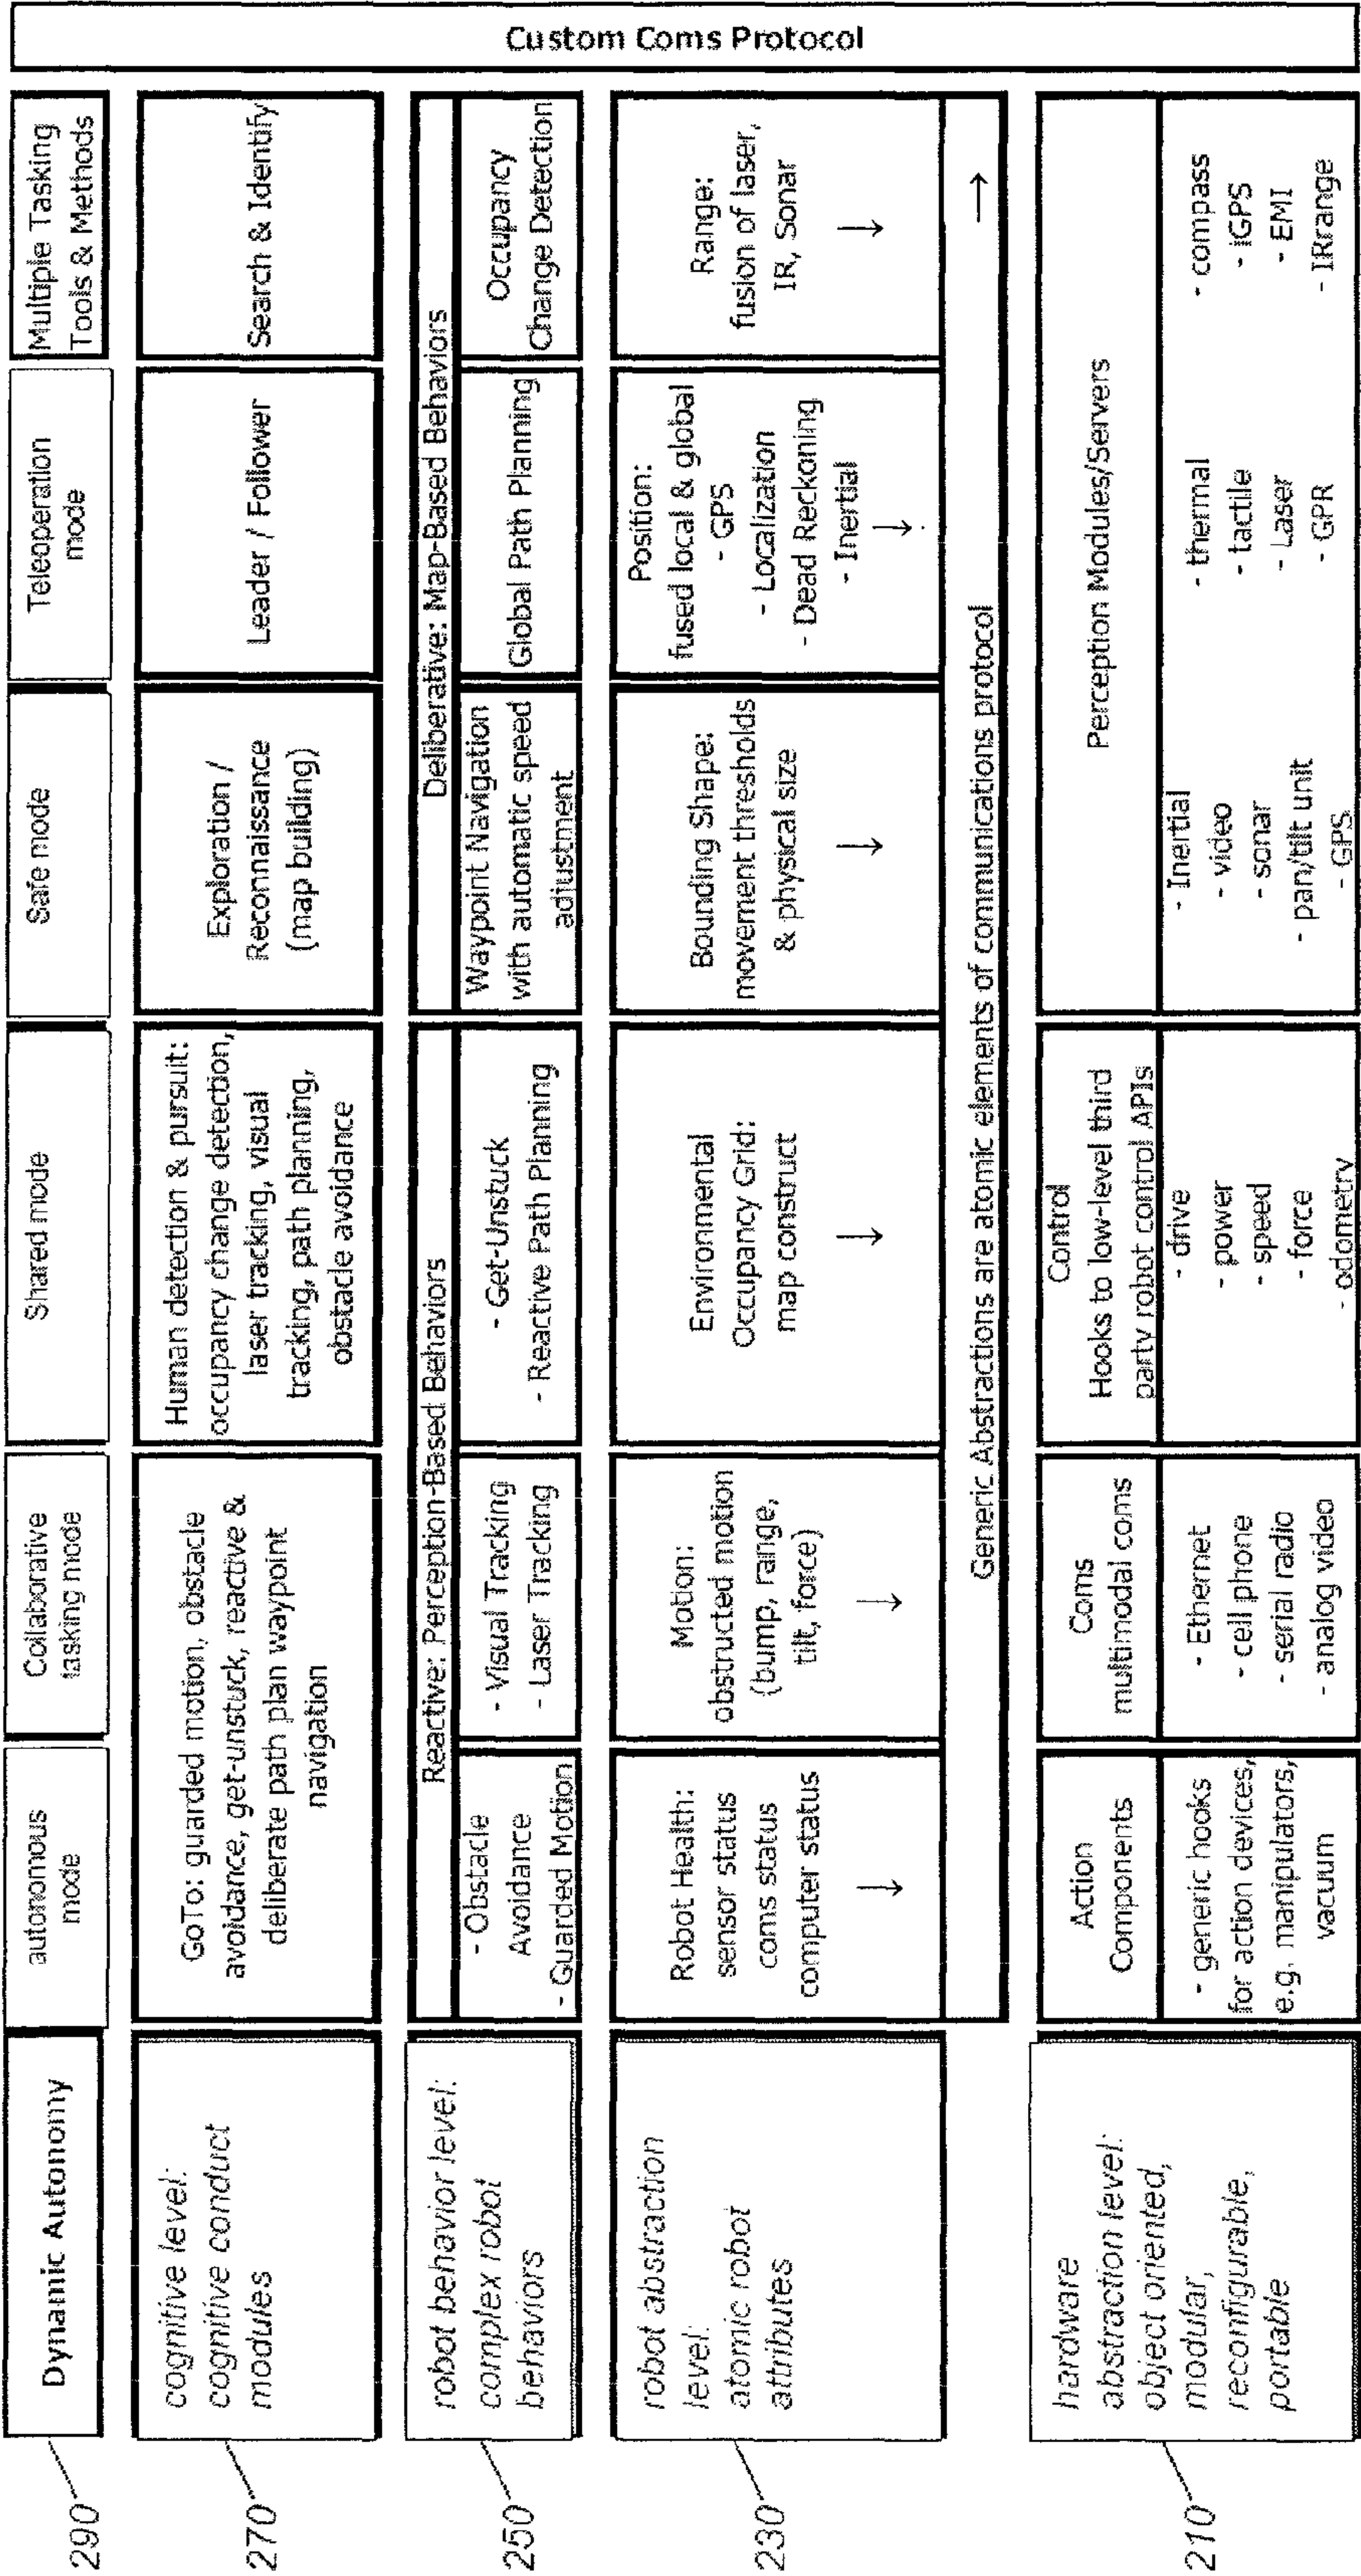 290
Dynamic Autonomy
autonomous
mode
Collaborative
tasking node
Shared mode
Safe mode
Teleoperation
mode
Multiple Tasking
Tools & Methods
Custom Coms Protocol
270
cognitive level:
cognitive conduct
modules
GoTo: guarded motion, obstacle
avoidance, get-unstuck, reactive &
deliberate path plan waypoint
navigation
Human detection & pursuit:
occupancy change detection,
laser tracking, visual
tracking, path planning,
obstacle avoidance
Exploration /
Reconnaissance
(map building)
Leader / Follower
Search & Identify
250
robot behavior level:
complex robot
behaviors
Reactive: Perception-Based Behaviors
- Obstacle
Avoidance
- Guarded Motion
- Visual Tracking
- Laser Tracking
- Get-Unstuck
- Reactive Path Planning
Deliberative: Map-Based Behaviors
Waypoint Navigation
with automatic speed
adjustment
Global Path Planning
Occupancy
Change Detection
230
robot abstraction
level:
atomic robot
attributes
Robot Health:
sensor status
coms status
computer status
↓
Motion:
obstructed motion
(bump, range,
tilt, force)
↓
Environmental
Occupancy Grid:
map construct
↓
Bounding Shape:
movement thresholds
& physical size
↓
Position:
fused local & global
- GPS
- Localization
- Dead Reckoning
- Inertial
↓
Range:
fusion of laser,
IR, Sonar
↓
Generic Abstractions are atomic elements of communications protocol →
210
hardware
abstraction level:
object oriented,
modular,
reconfigurable,
portable
Action
Components
- generic hooks
for action devices,
e.g. manipulators,
vacuum
Coms
multimodal coms
- Ethernet
- cell phone
- serial radio
- analog video
Control
Hooks to low-level third
party robot control APIs
- drive
- power
- speed
- force
- odometry
Perception Modules/Servers
- Inertial
- video
- sonar
- pan/tilt unit
- GPS
- thermal
- tactile
- Laser
- GPR
- compass
- iGPS
- EMI
- IRrange